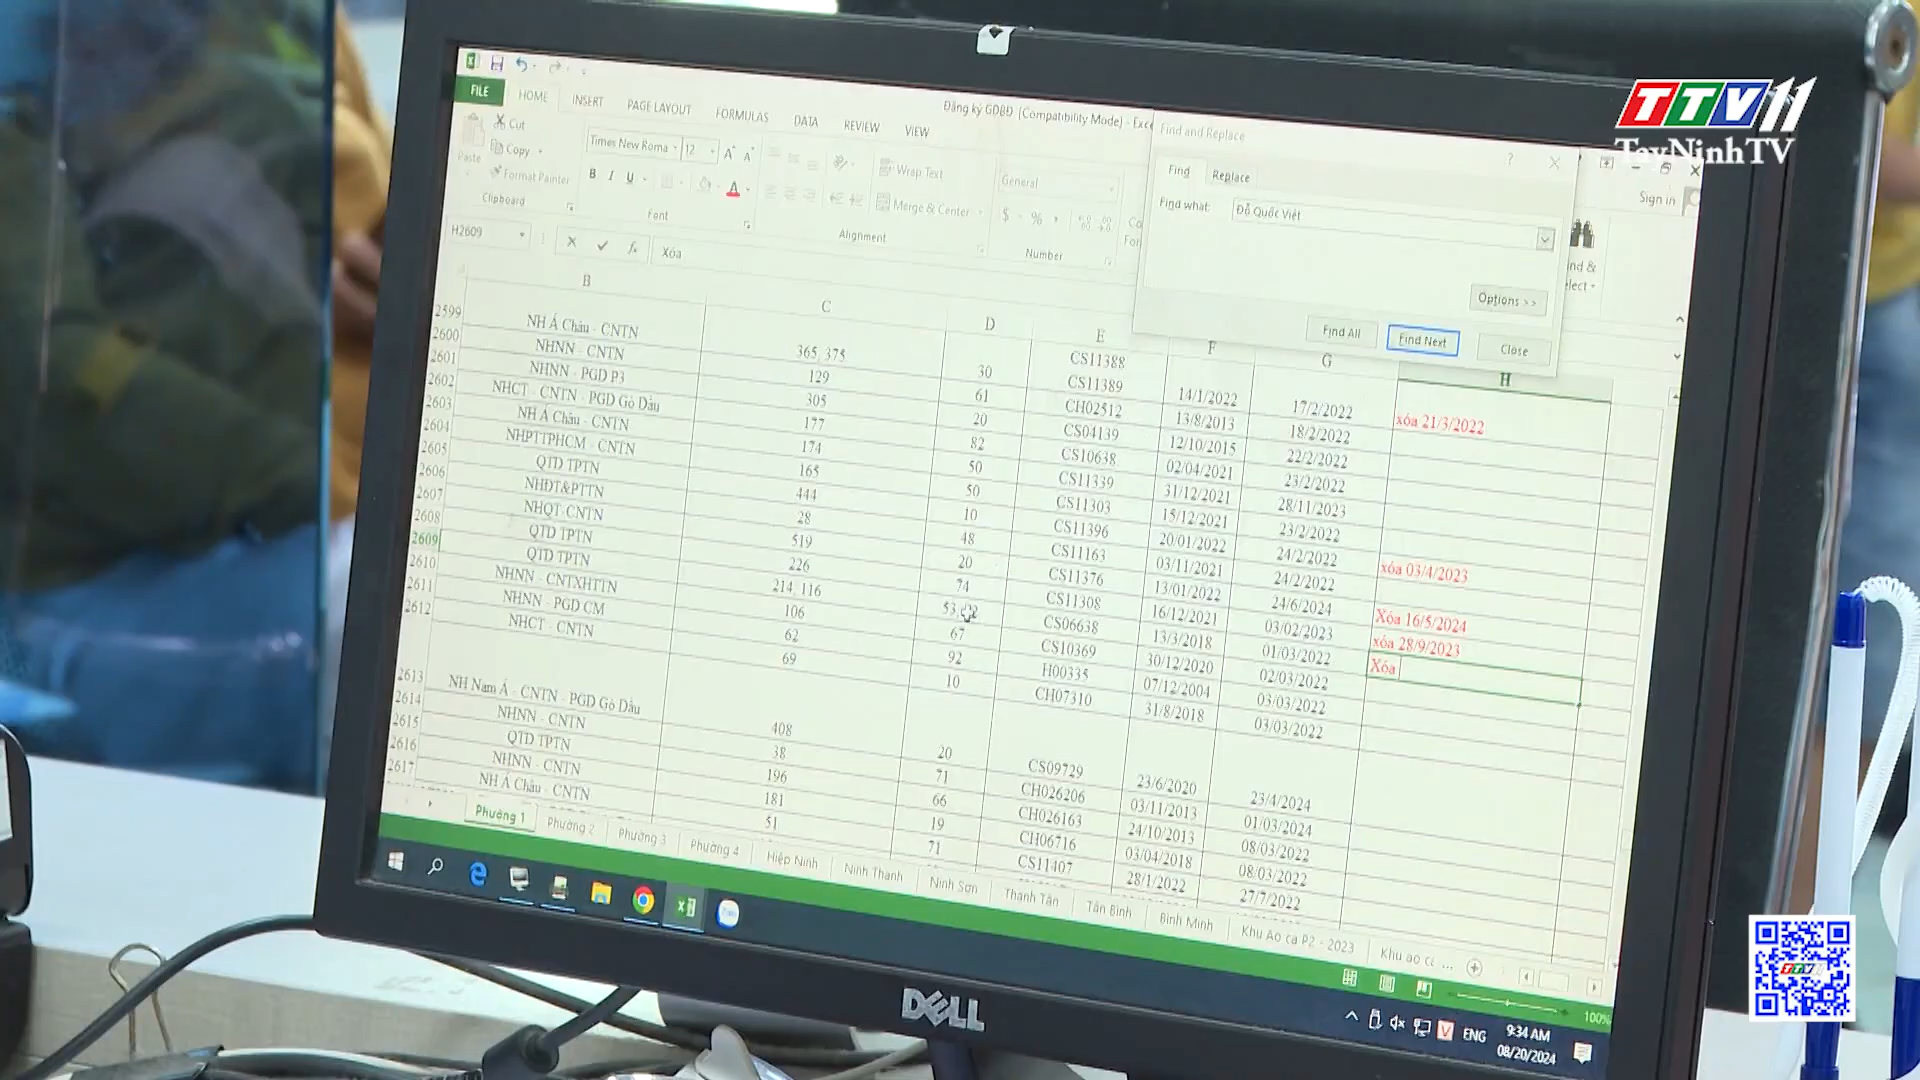 TTV11
TayNinhTV
Đăng ký GDBĐ [Compatibility Mode] - Exce
FILE HOME INSERT PAGE LAYOUT FORMULAS DATA REVIEW VIEW
Sign in
Cut
Copy
Format Painter
Paste
Clipboard
Times New Roma 12
B I U
Font
Wrap Text
Merge & Center
Alignment
General
$ % ,
Number
Find and Replace
Find
Replace
Find what:
Đỗ Quốc Việt
Options >>
Find All
Find Next
Close
H2609
Xóa
B C D E F G H
2599
2600
2601
2602
2603
2604
2605
2606
2607
2608
2609
2610
2611
2612
2613
2614
2615
2616
2617
NH Á Châu - CNTN
NHNN - CNTN
NHNN - PGD P3
NHCT - CNTN - PGD Gò Dầu
NH Á Châu - CNTN
NHPTTPHCM - CNTN
QTD TPTN
NHĐT&PTTN
NHQT-CNTN
QTD TPTN
QTD TPTN
NHNN - CNTXHTTN
NHNN - PGD CM
NHCT - CNTN
NH Nam Á - CNTN - PGD Gò Dầu
NHNN - CNTN
QTD TPTN
NHNN - CNTN
NH Á Châu - CNTN
365, 375
129
305
177
174
165
444
28
519
226
214, 116
106
62
69
408
38
196
181
51
30
61
20
82
50
50
10
48
20
74
67
92
10
20
71
66
19
71
CS11388
CS11389
CH02512
CS04139
CS10638
CS11339
CS11303
CS11396
CS11163
CS11376
CS11308
CS06638
CS10369
H00335
CH07310
CS09729
CH026206
CH026163
CH06716
CS11407
14/1/2022
13/8/2013
12/10/2015
02/04/2021
31/12/2021
15/12/2021
20/01/2022
03/11/2021
13/01/2022
16/12/2021
13/3/2018
30/12/2020
07/12/2004
31/8/2018
23/6/2020
03/11/2013
24/10/2013
03/04/2018
28/1/2022
17/2/2022
18/2/2022
22/2/2022
23/2/2022
28/11/2023
23/2/2022
24/2/2022
24/2/2022
24/6/2024
03/02/2023
01/03/2022
02/03/2022
03/03/2022
03/03/2022
23/4/2024
01/03/2024
08/03/2022
08/03/2022
27/7/2022
xóa 21/3/2022
xóa 03/4/2023
Xóa 16/5/2024
xóa 28/9/2023
Xóa
Phường 1 Phường 2 Phường 3 Phường 4 Hiệp Ninh Ninh Thạnh Ninh Sơn Thạnh Tân Tân Bình Bình Minh Khu Ao cá P2 - 2023 Khu ao cá ...
100%
ENG
9:34 AM
08/20/2024
DELL
TTV11